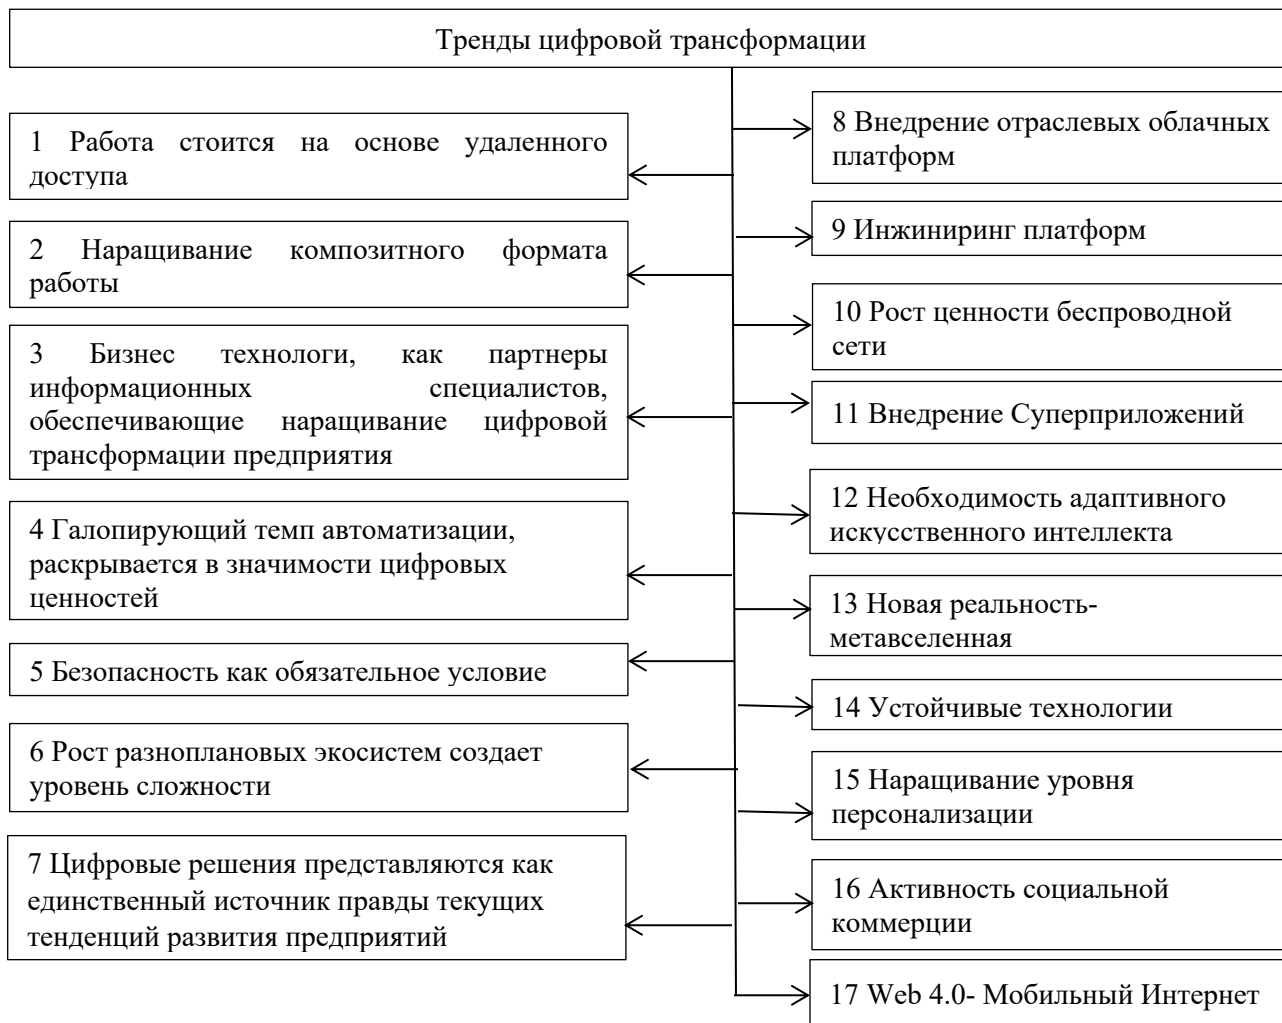 Тренды цифровой трансформации
1 Работа стоится на основе удаленного
доступа
2 Наращивание композитного формата
работы
3 Бизнес технологи, как партнеры
информационных специалистов,
обеспечивающие наращивание цифровой
трансформации предприятия
4 Галопирующий темп автоматизации,
раскрывается в значимости цифровых
ценностей
5 Безопасность как обязательное условие
6 Рост разноплановых экосистем создает
уровень сложности
7 Цифровые решения представляются как
единственный источник правды текущих
тенденций развития предприятий
8 Внедрение отраслевых облачных
платформ
9 Инжиниринг платформ
10 Рост ценности беспроводной
сети
11 Внедрение Суперприложений
12 Необходимость адаптивного
искусственного интеллекта
13 Новая реальность-
метавселенная
14 Устойчивые технологии
15 Наращивание уровня
персонализации
16 Активность социальной
коммерции
17 Web 4.0- Мобильный Интернет